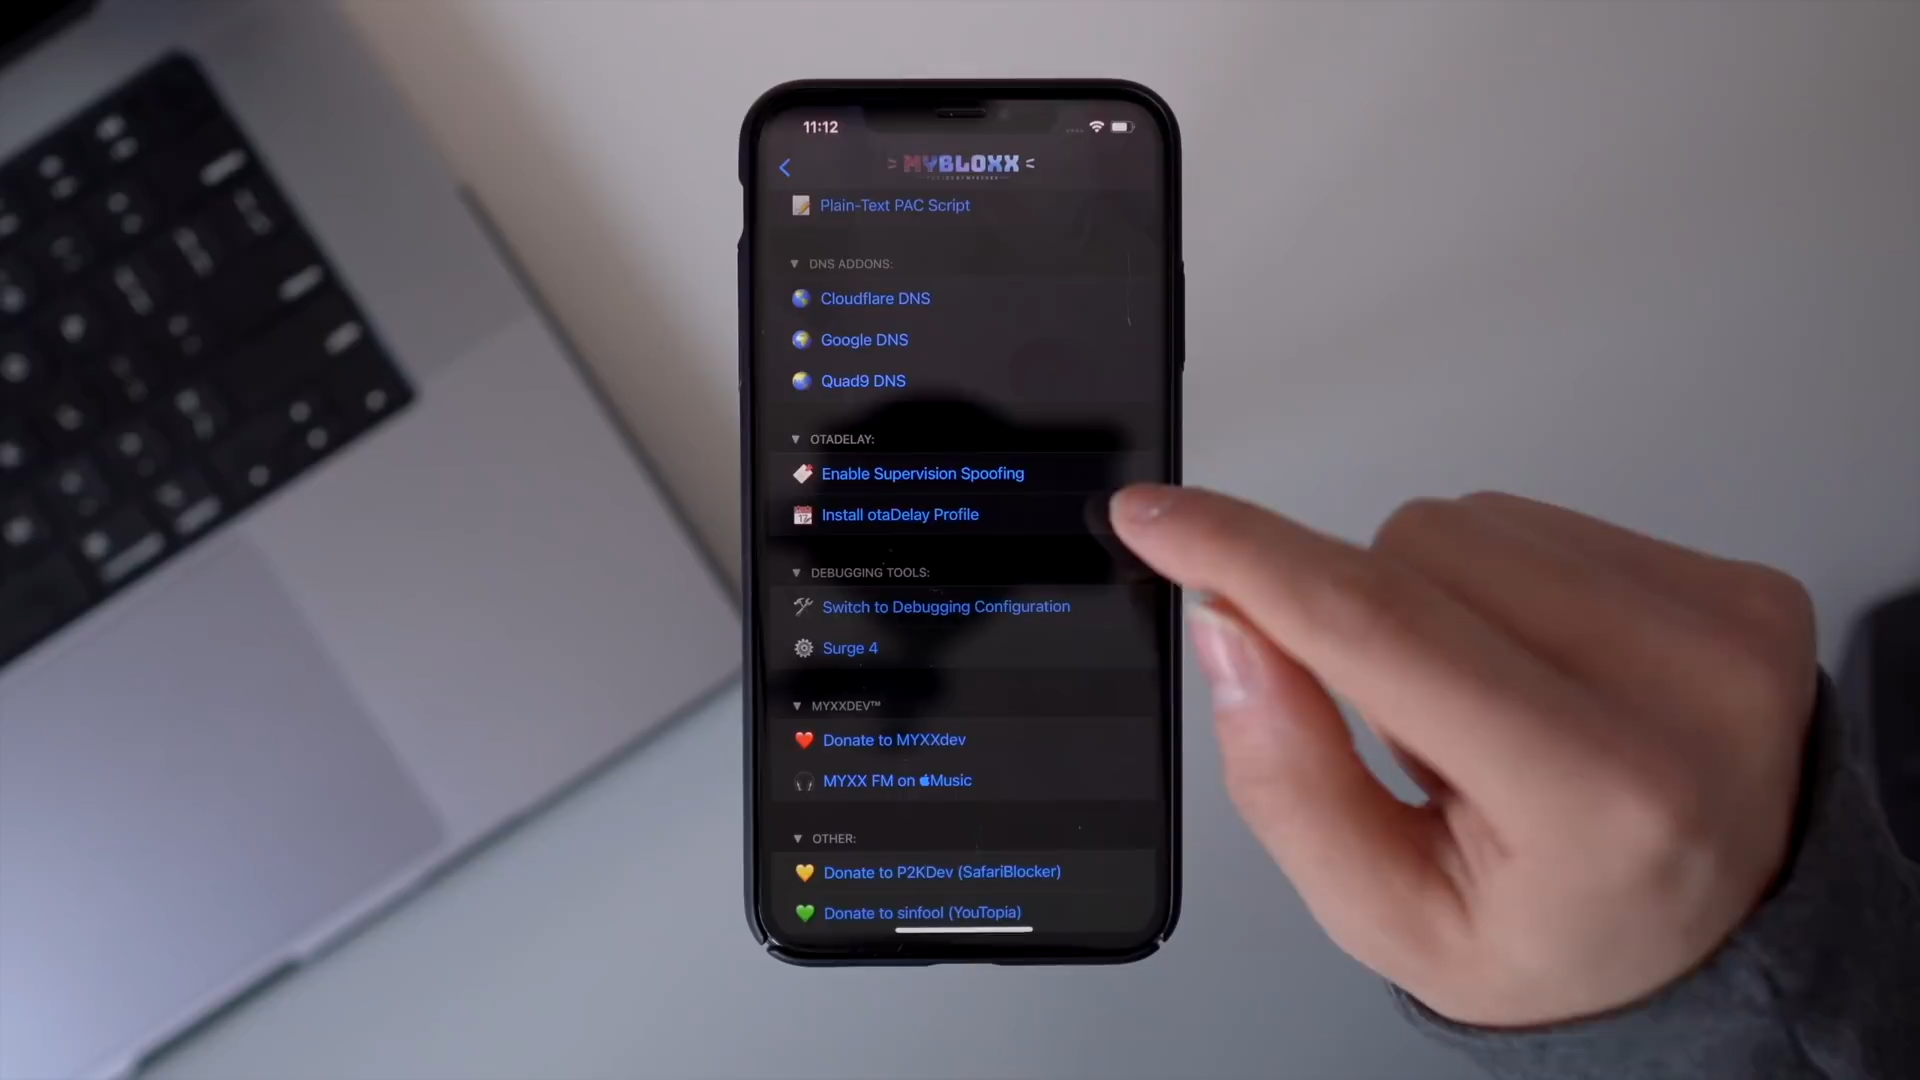 11:12
> MYBLOXX <
Plain-Text PAC Script
▼ DNS ADDONS:
Cloudflare DNS
Google DNS
Quad9 DNS
▼ OTADELAY:
Enable Supervision Spoofing
Install otaDelay Profile
▼ DEBUGGING TOOLS:
Switch to Debugging Configuration
Surge 4
▼ MYXXDEV™
Donate to MYXXdev
MYXX FM on Music
▼ OTHER:
Donate to P2KDev (SafariBlocker)
Donate to sinfool (YouTopia)